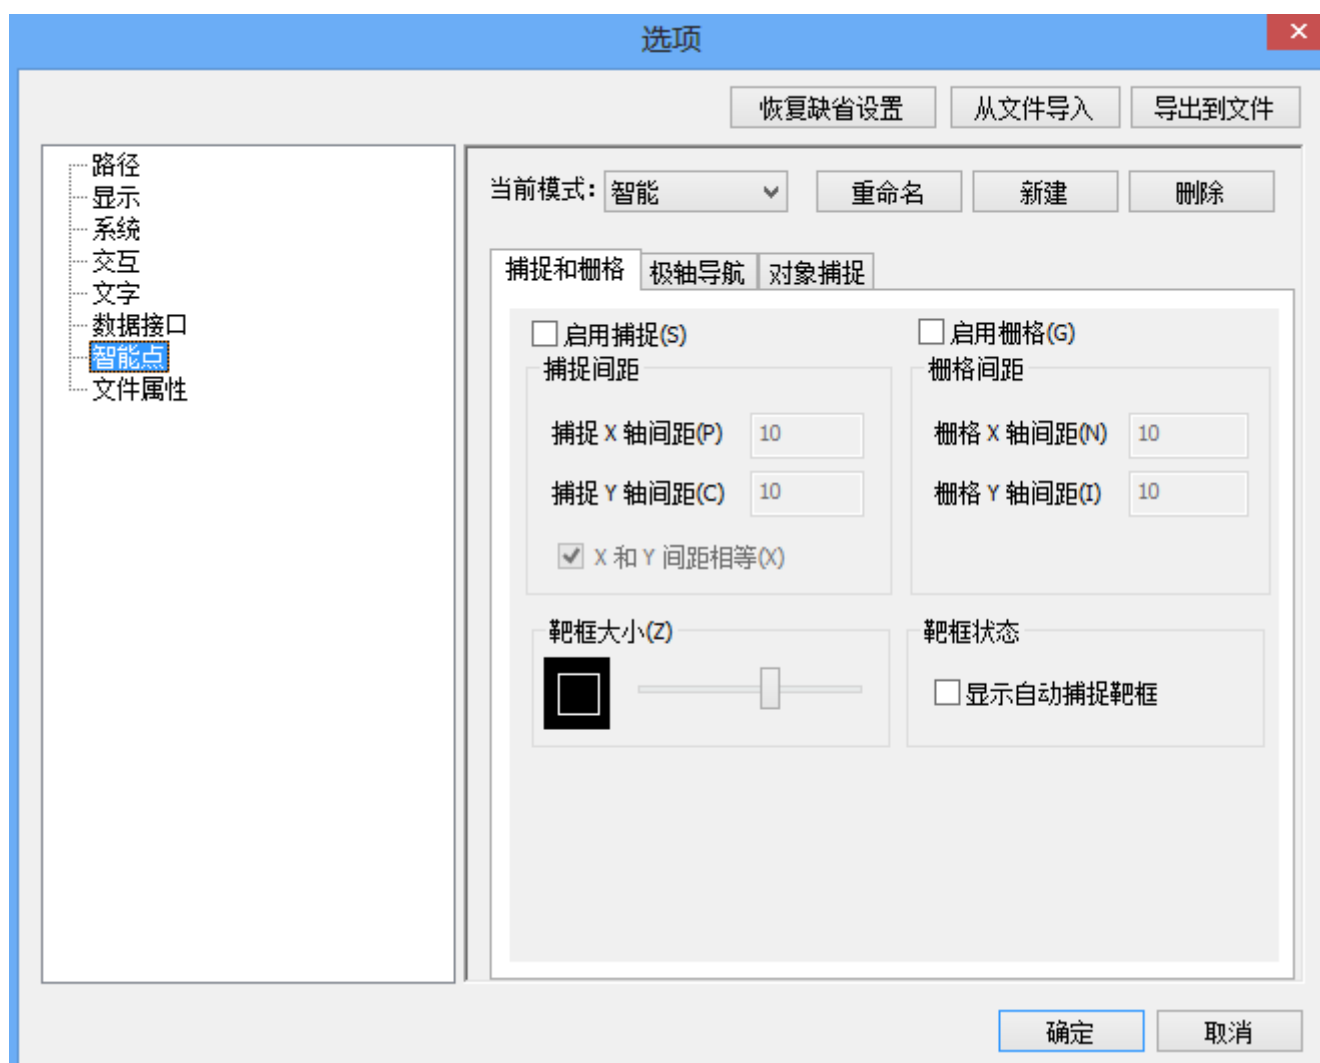 选项
恢复缺省设置 从文件导入 导出到文件
路径
显示
系统
交互
文字
数据接口
智能点
文件属性
当前模式: 智能 重命名 新建 删除
捕捉和栅格 极轴导航 对象捕捉
启用捕捉(S)
捕捉间距
捕捉 X 轴间距(P) 10
捕捉 Y 轴间距(C) 10
X 和 Y 间距相等(X)
启用栅格(G)
栅格间距
栅格 X 轴间距(N) 10
栅格 Y 轴间距(I) 10
靶框大小(Z)
靶框状态
显示自动捕捉靶框
确定 取消